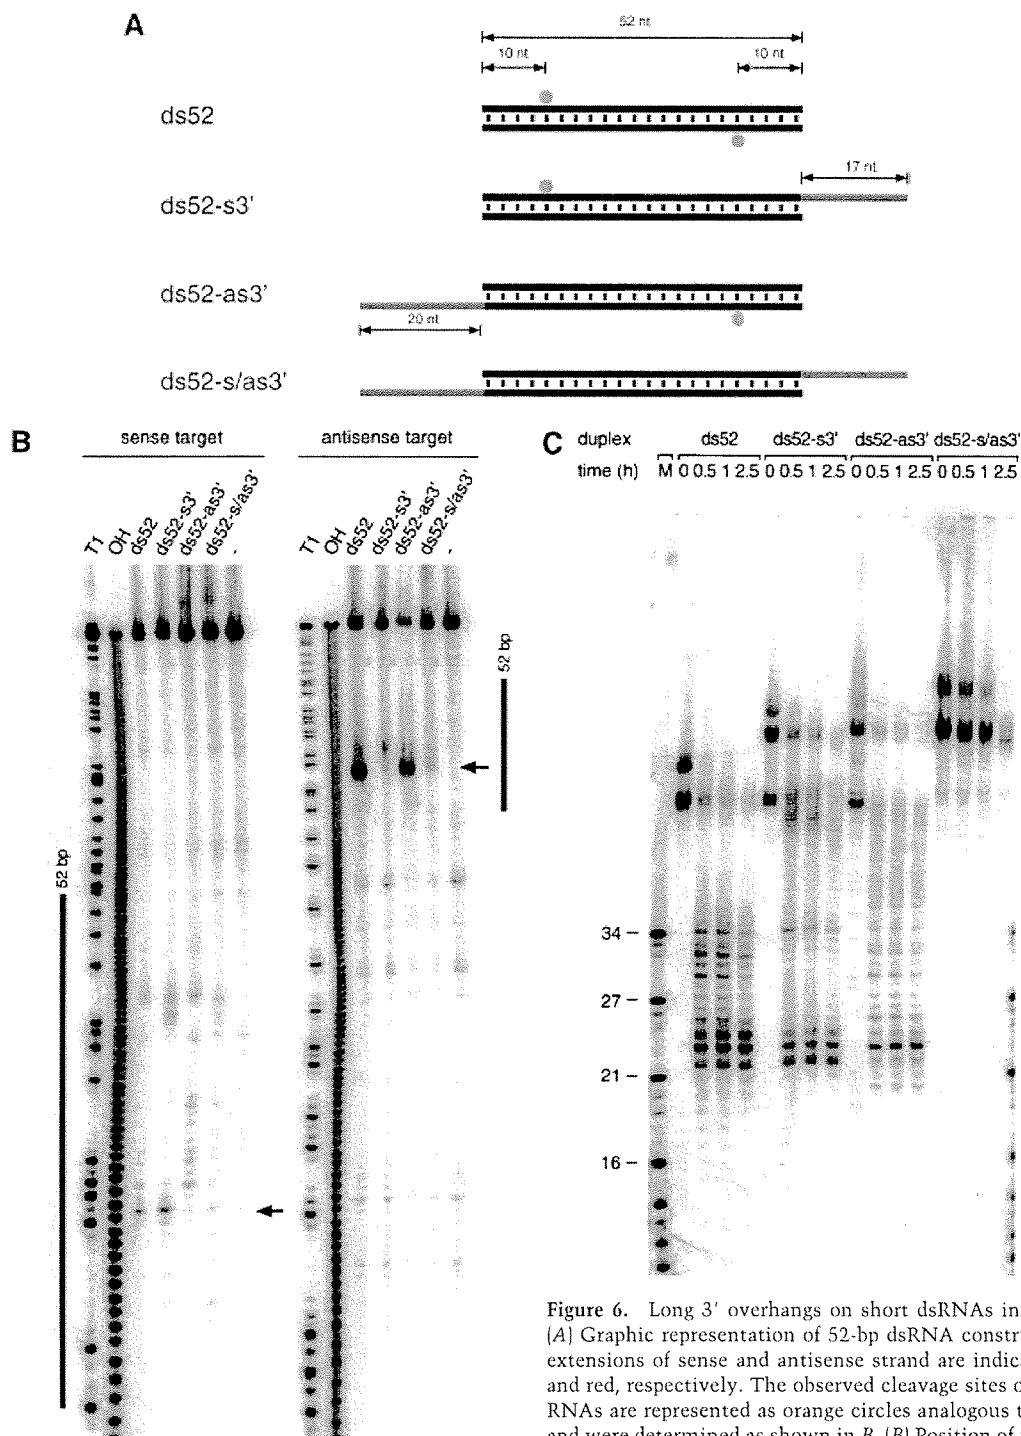 A
52 nt
10 nt
10 nt
ds52
17 nt
ds52-s3'
ds52-as3'
20 nt
ds52-s/as3'
B
sense target
antisense target
T1 OH ds52 ds52-s3' ds52-as3' ds52-s/as3' -
T1 OH ds52 ds52-s3' ds52-as3' ds52-s/as3' -
52 bp
52 bp
C
duplex ds52 ds52-s3' ds52-as3' ds52-s/as3'
time (h) M 0 0.5 1 2.5 0 0.5 1 2.5 0 0.5 1 2.5 0 0.5 1 2.5
34
27
21
16
Figure 6. Long 3' overhangs on short dsRNAs in
(A) Graphic representation of 52-bp dsRNA constr
extensions of sense and antisense strand are indic
and red, respectively. The observed cleavage sites o
RNAs are represented as orange circles analogous t
and were determined as shown in B. (B) Position of